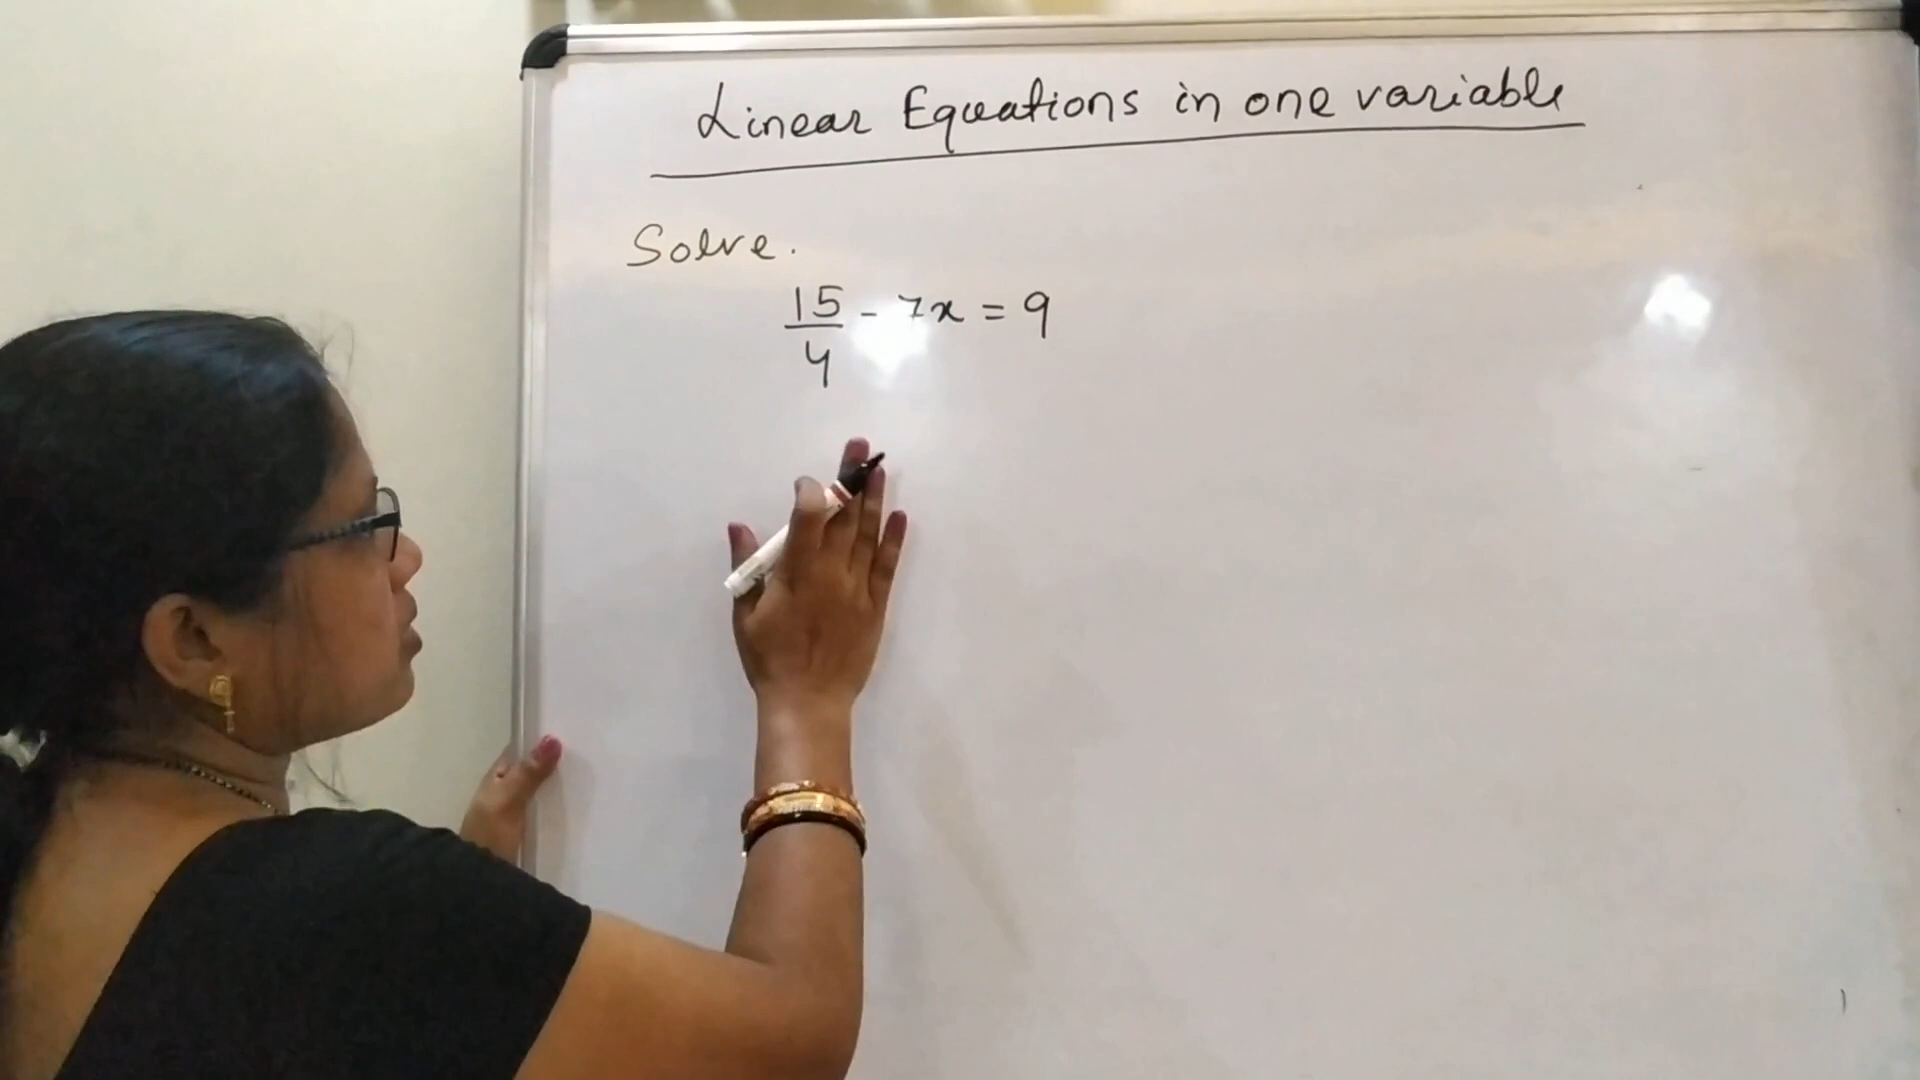 Linear Equations in one variable
Solve.
15/4 - 7x = 9